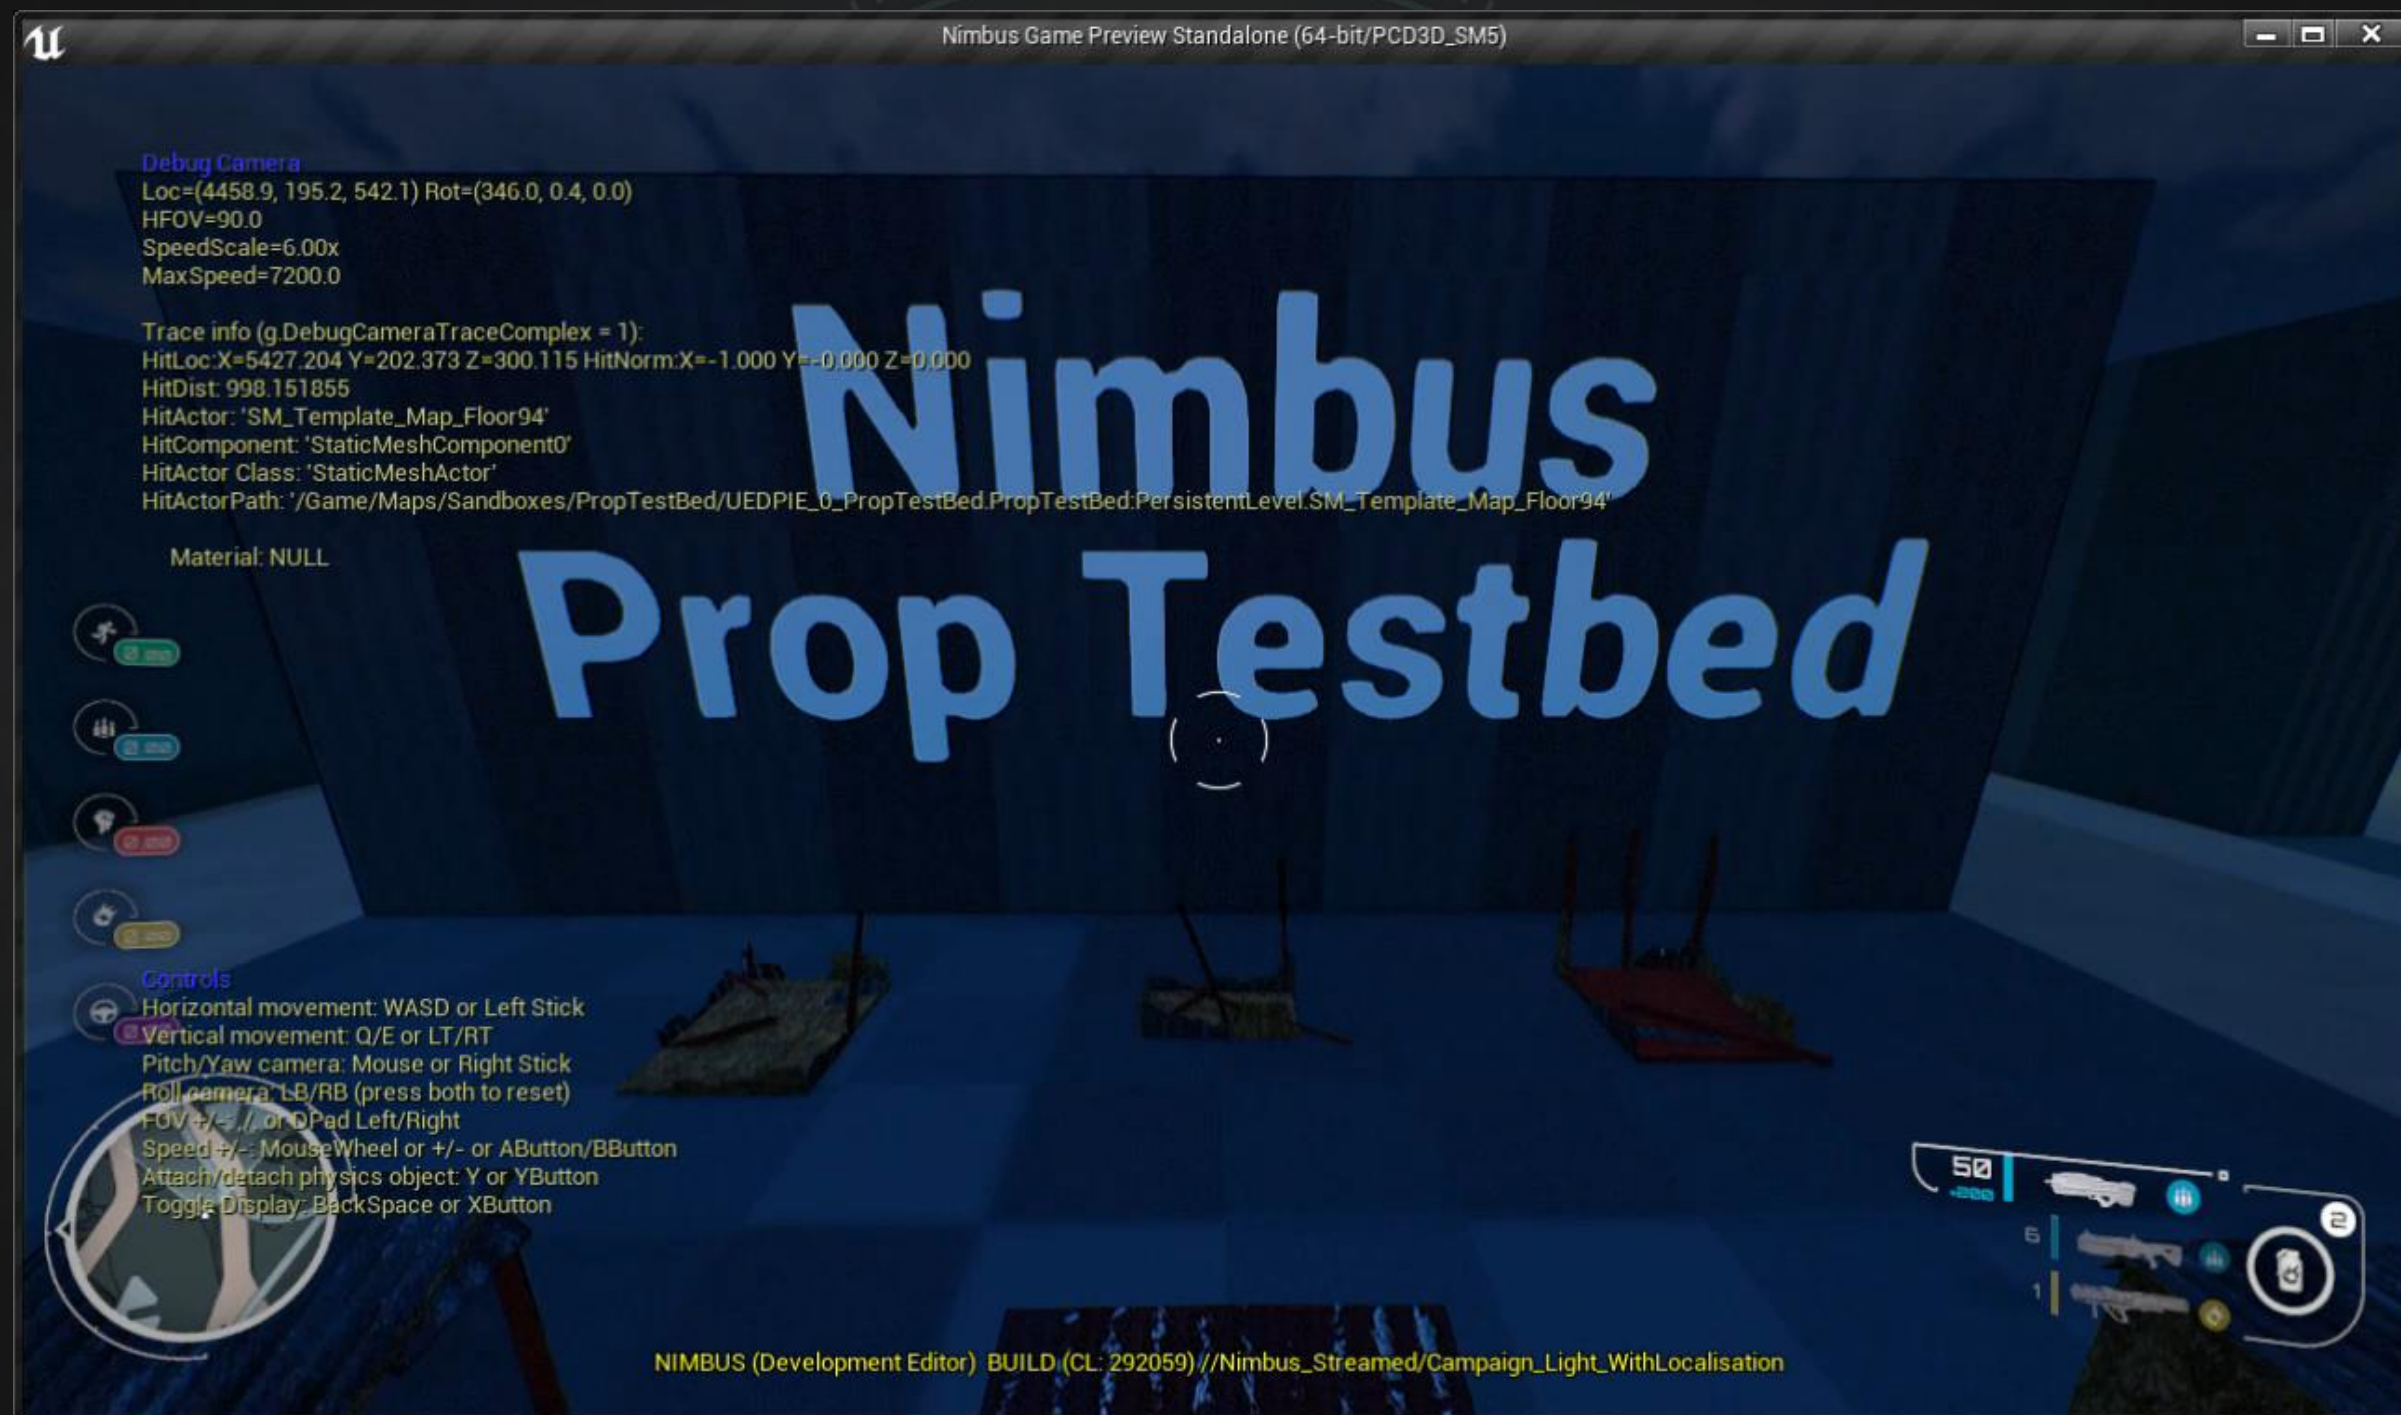 Nimbus Game Preview Standalone (64-bit/PCD3D_SM5)
Debug Camera
Loc=(4458.9, 195.2, 542.1) Rot=(346.0, 0.4, 0.0)
HFOV=90.0
SpeedScale=6.00x
MaxSpeed=7200.0
Trace info (g.DebugCameraTraceComplex = 1):
HitLoc:X=5427.204 Y=202.373 Z=300.115 HitNorm:X=-1.000 Y=-0.000 Z=0.000
HitDist: 998.151855
HitActor: 'SM_Template_Map_Floor94'
HitComponent: 'StaticMeshComponent0'
HitActor Class: 'StaticMeshActor'
HitActorPath: '/Game/Maps/Sandboxes/PropTestBed/UEDPIE_0_PropTestBed.PropTestBed:PersistentLevel.SM_Template_Map_Floor94'
Material: NULL
Nimbus
Prop Testbed
Controls
Horizontal movement: WASD or Left Stick
Vertical movement: Q/E or LT/RT
Pitch/Yaw camera: Mouse or Right Stick
Roll camera: LB/RB (press both to reset)
FOV +/-: ,/. or DPad Left/Right
Speed +/-: MouseWheel or +/- or AButton/BButton
Attach/detach physics object: Y or YButton
Toggle Display: BackSpace or XButton
50
+200
2
6
1
NIMBUS (Development Editor) BUILD (CL: 292059) //Nimbus_Streamed/Campaign_Light_WithLocalisation